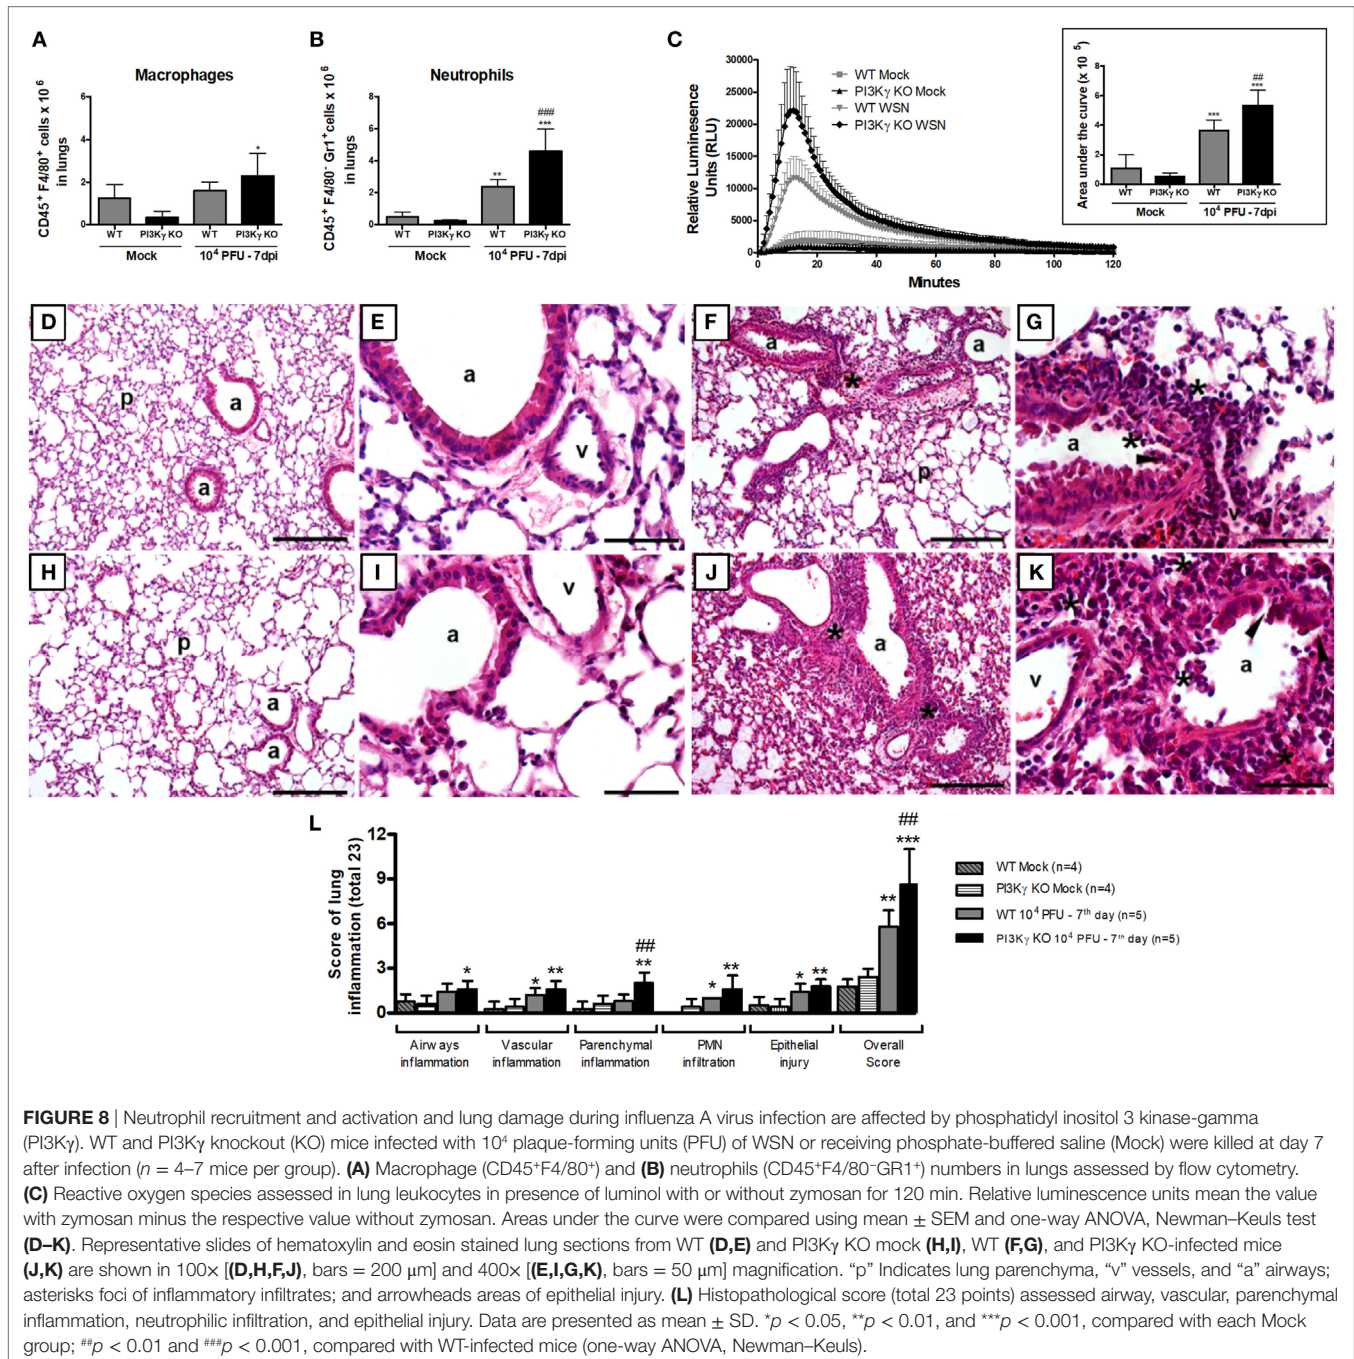 A
Macrophages
CD45⁺ F4/80⁺ cells x 10⁶
in lungs
6
4
2
0
WT
PI3Kγ KO
WT
PI3Kγ KO
Mock
10⁴ PFU - 7dpi
*
B
Neutrophils
CD45⁺ F4/80⁻ Gr1⁺cells x 10⁶
in lungs
8
6
4
2
0
**
###
***
WT
PI3Kγ KO
WT
PI3Kγ KO
Mock
10⁴ PFU - 7dpi
C
Relative Luminesence
Units (RLU)
30000
25000
20000
15000
10000
5000
0
0
20
40
60
80
100
120
Minutes
WT Mock
PI3Kγ KO Mock
WT WSN
PI3Kγ KO WSN
Area under the curve (x 10⁵)
8
6
4
2
0
***
##
***
WT
PI3Kγ KO
WT
PI3Kγ KO
Mock
10⁴ PFU - 7dpi
D
p
a
a
E
a
v
F
a
a
*
p
G
*
*
a
v
H
p
a
a
I
v
a
J
*
a
*
K
*
*
*
v
a
*
L
Score of lung
inflammation (total 23)
12
9
6
3
0
*
*
**
##
**
*
**
*
**
**
##
***
Airways
inflammation
Vascular
inflammation
Parenchymal
inflammation
PMN
infiltration
Epithelial
injury
Overall
Score
WT Mock (n=4)
PI3Kγ KO Mock (n=4)
WT 10⁴ PFU - 7ᵗʰ day (n=5)
PI3Kγ KO 10⁴ PFU - 7ᵗʰ day (n=5)
FIGURE 8 | Neutrophil recruitment and activation and lung damage during influenza A virus infection are affected by phosphatidyl inositol 3 kinase-gamma
(PI3Kγ). WT and PI3Kγ knockout (KO) mice infected with 10⁴ plaque-forming units (PFU) of WSN or receiving phosphate-buffered saline (Mock) were killed at day 7
after infection (n = 4–7 mice per group). (A) Macrophage (CD45⁺F4/80⁺) and (B) neutrophils (CD45⁺F4/80⁻GR1⁺) numbers in lungs assessed by flow cytometry.
(C) Reactive oxygen species assessed in lung leukocytes in presence of luminol with or without zymosan for 120 min. Relative luminescence units mean the value
with zymosan minus the respective value without zymosan. Areas under the curve were compared using mean ± SEM and one-way ANOVA, Newman–Keuls test
(D–K). Representative slides of hematoxylin and eosin stained lung sections from WT (D,E) and PI3Kγ KO mock (H,I), WT (F,G), and PI3Kγ KO-infected mice
(J,K) are shown in 100× [(D,H,F,J), bars = 200 μm] and 400× [(E,I,G,K), bars = 50 μm] magnification. “p” Indicates lung parenchyma, “v” vessels, and “a” airways;
asterisks foci of inflammatory infiltrates; and arrowheads areas of epithelial injury. (L) Histopathological score (total 23 points) assessed airway, vascular, parenchymal
inflammation, neutrophilic infiltration, and epithelial injury. Data are presented as mean ± SD. *p < 0.05, **p < 0.01, and ***p < 0.001, compared with each Mock
group; ##p < 0.01 and ###p < 0.001, compared with WT-infected mice (one-way ANOVA, Newman–Keuls).